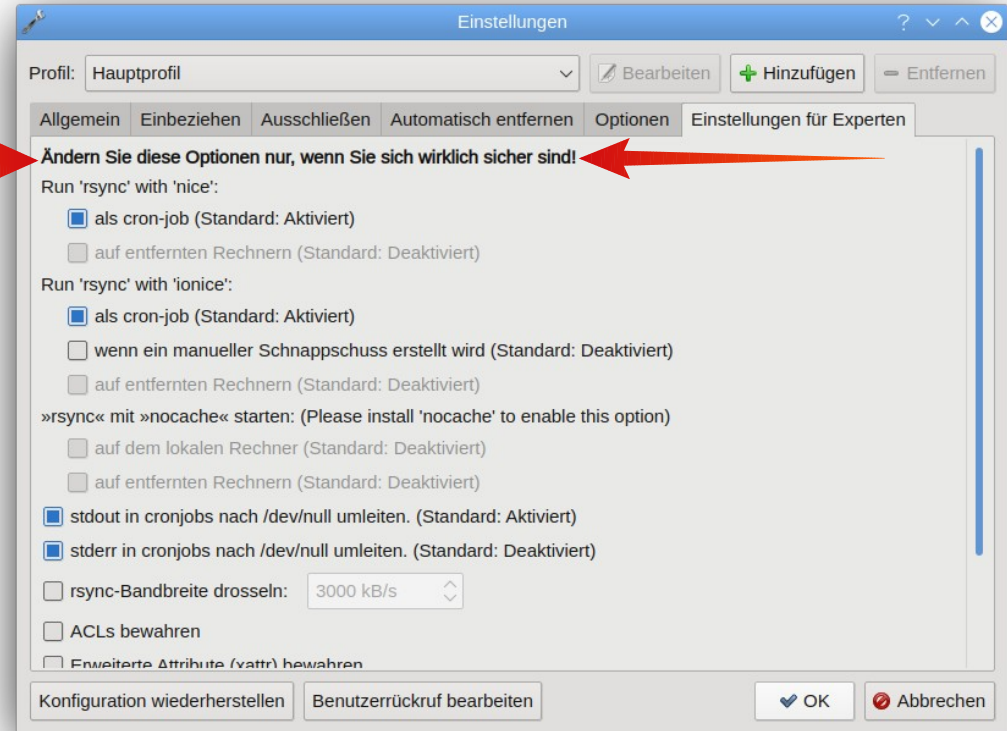 Einstellungen
Profil: Hauptprofil Bearbeiten Hinzufügen Entfernen
Allgemein Einbeziehen Ausschließen Automatisch entfernen Optionen Einstellungen für Experten
Ändern Sie diese Optionen nur, wenn Sie sich wirklich sicher sind!
Run 'rsync' with 'nice':
als cron-job (Standard: Aktiviert)
auf entfernten Rechnern (Standard: Deaktiviert)
Run 'rsync' with 'ionice':
als cron-job (Standard: Aktiviert)
wenn ein manueller Schnappschuss erstellt wird (Standard: Deaktiviert)
auf entfernten Rechnern (Standard: Deaktiviert)
»rsync« mit »nocache« starten: (Please install 'nocache' to enable this option)
auf dem lokalen Rechner (Standard: Deaktiviert)
auf entfernten Rechnern (Standard: Deaktiviert)
stdout in cronjobs nach /dev/null umleiten. (Standard: Aktiviert)
stderr in cronjobs nach /dev/null umleiten. (Standard: Deaktiviert)
rsync-Bandbreite drosseln: 3000 kB/s
ACLs bewahren
Erweiterte Attribute (xattr) bewahren
Konfiguration wiederherstellen Benutzerrückruf bearbeiten OK Abbrechen